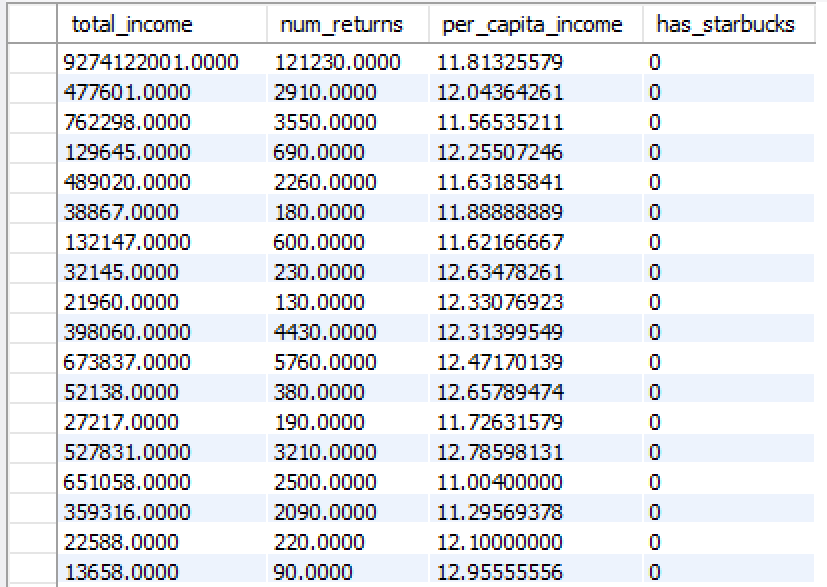 total_income num_returns per_capita_income has_starbucks
9274122001.0000 121230.0000 11.81325579 0
477601.0000 2910.0000 12.04364261 0
762298.0000 3550.0000 11.56535211 0
129645.0000 690.0000 12.25507246 0
489020.0000 2260.0000 11.63185841 0
38867.0000 180.0000 11.88888889 0
132147.0000 600.0000 11.62166667 0
32145.0000 230.0000 12.63478261 0
21960.0000 130.0000 12.33076923 0
398060.0000 4430.0000 12.31399549 0
673837.0000 5760.0000 12.47170139 0
52138.0000 380.0000 12.65789474 0
27217.0000 190.0000 11.72631579 0
527831.0000 3210.0000 12.78598131 0
651058.0000 2500.0000 11.00400000 0
359316.0000 2090.0000 11.29569378 0
22588.0000 220.0000 12.10000000 0
13658.0000 90.0000 12.95555556 0